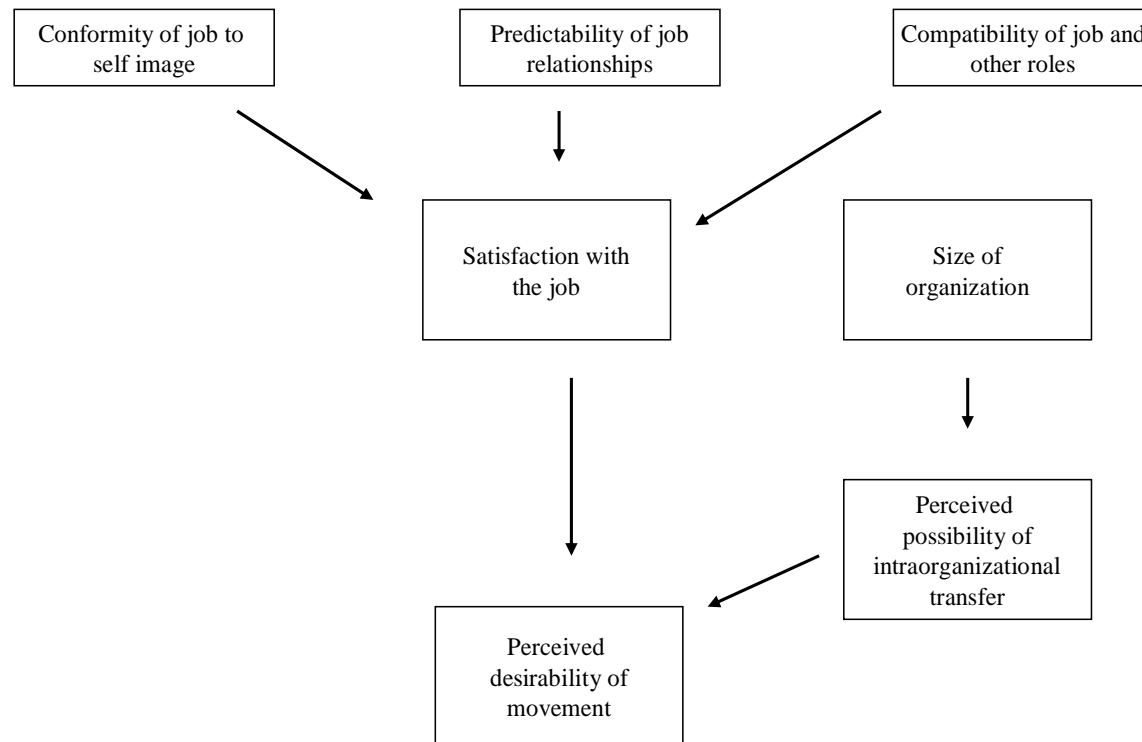 Conformity of job to
self image
Predictability of job
relationships
Compatibility of job and
other roles
Satisfaction with
the job
Size of
organization
Perceived
possibility of
intraorganizational
transfer
Perceived
desirability of
movement